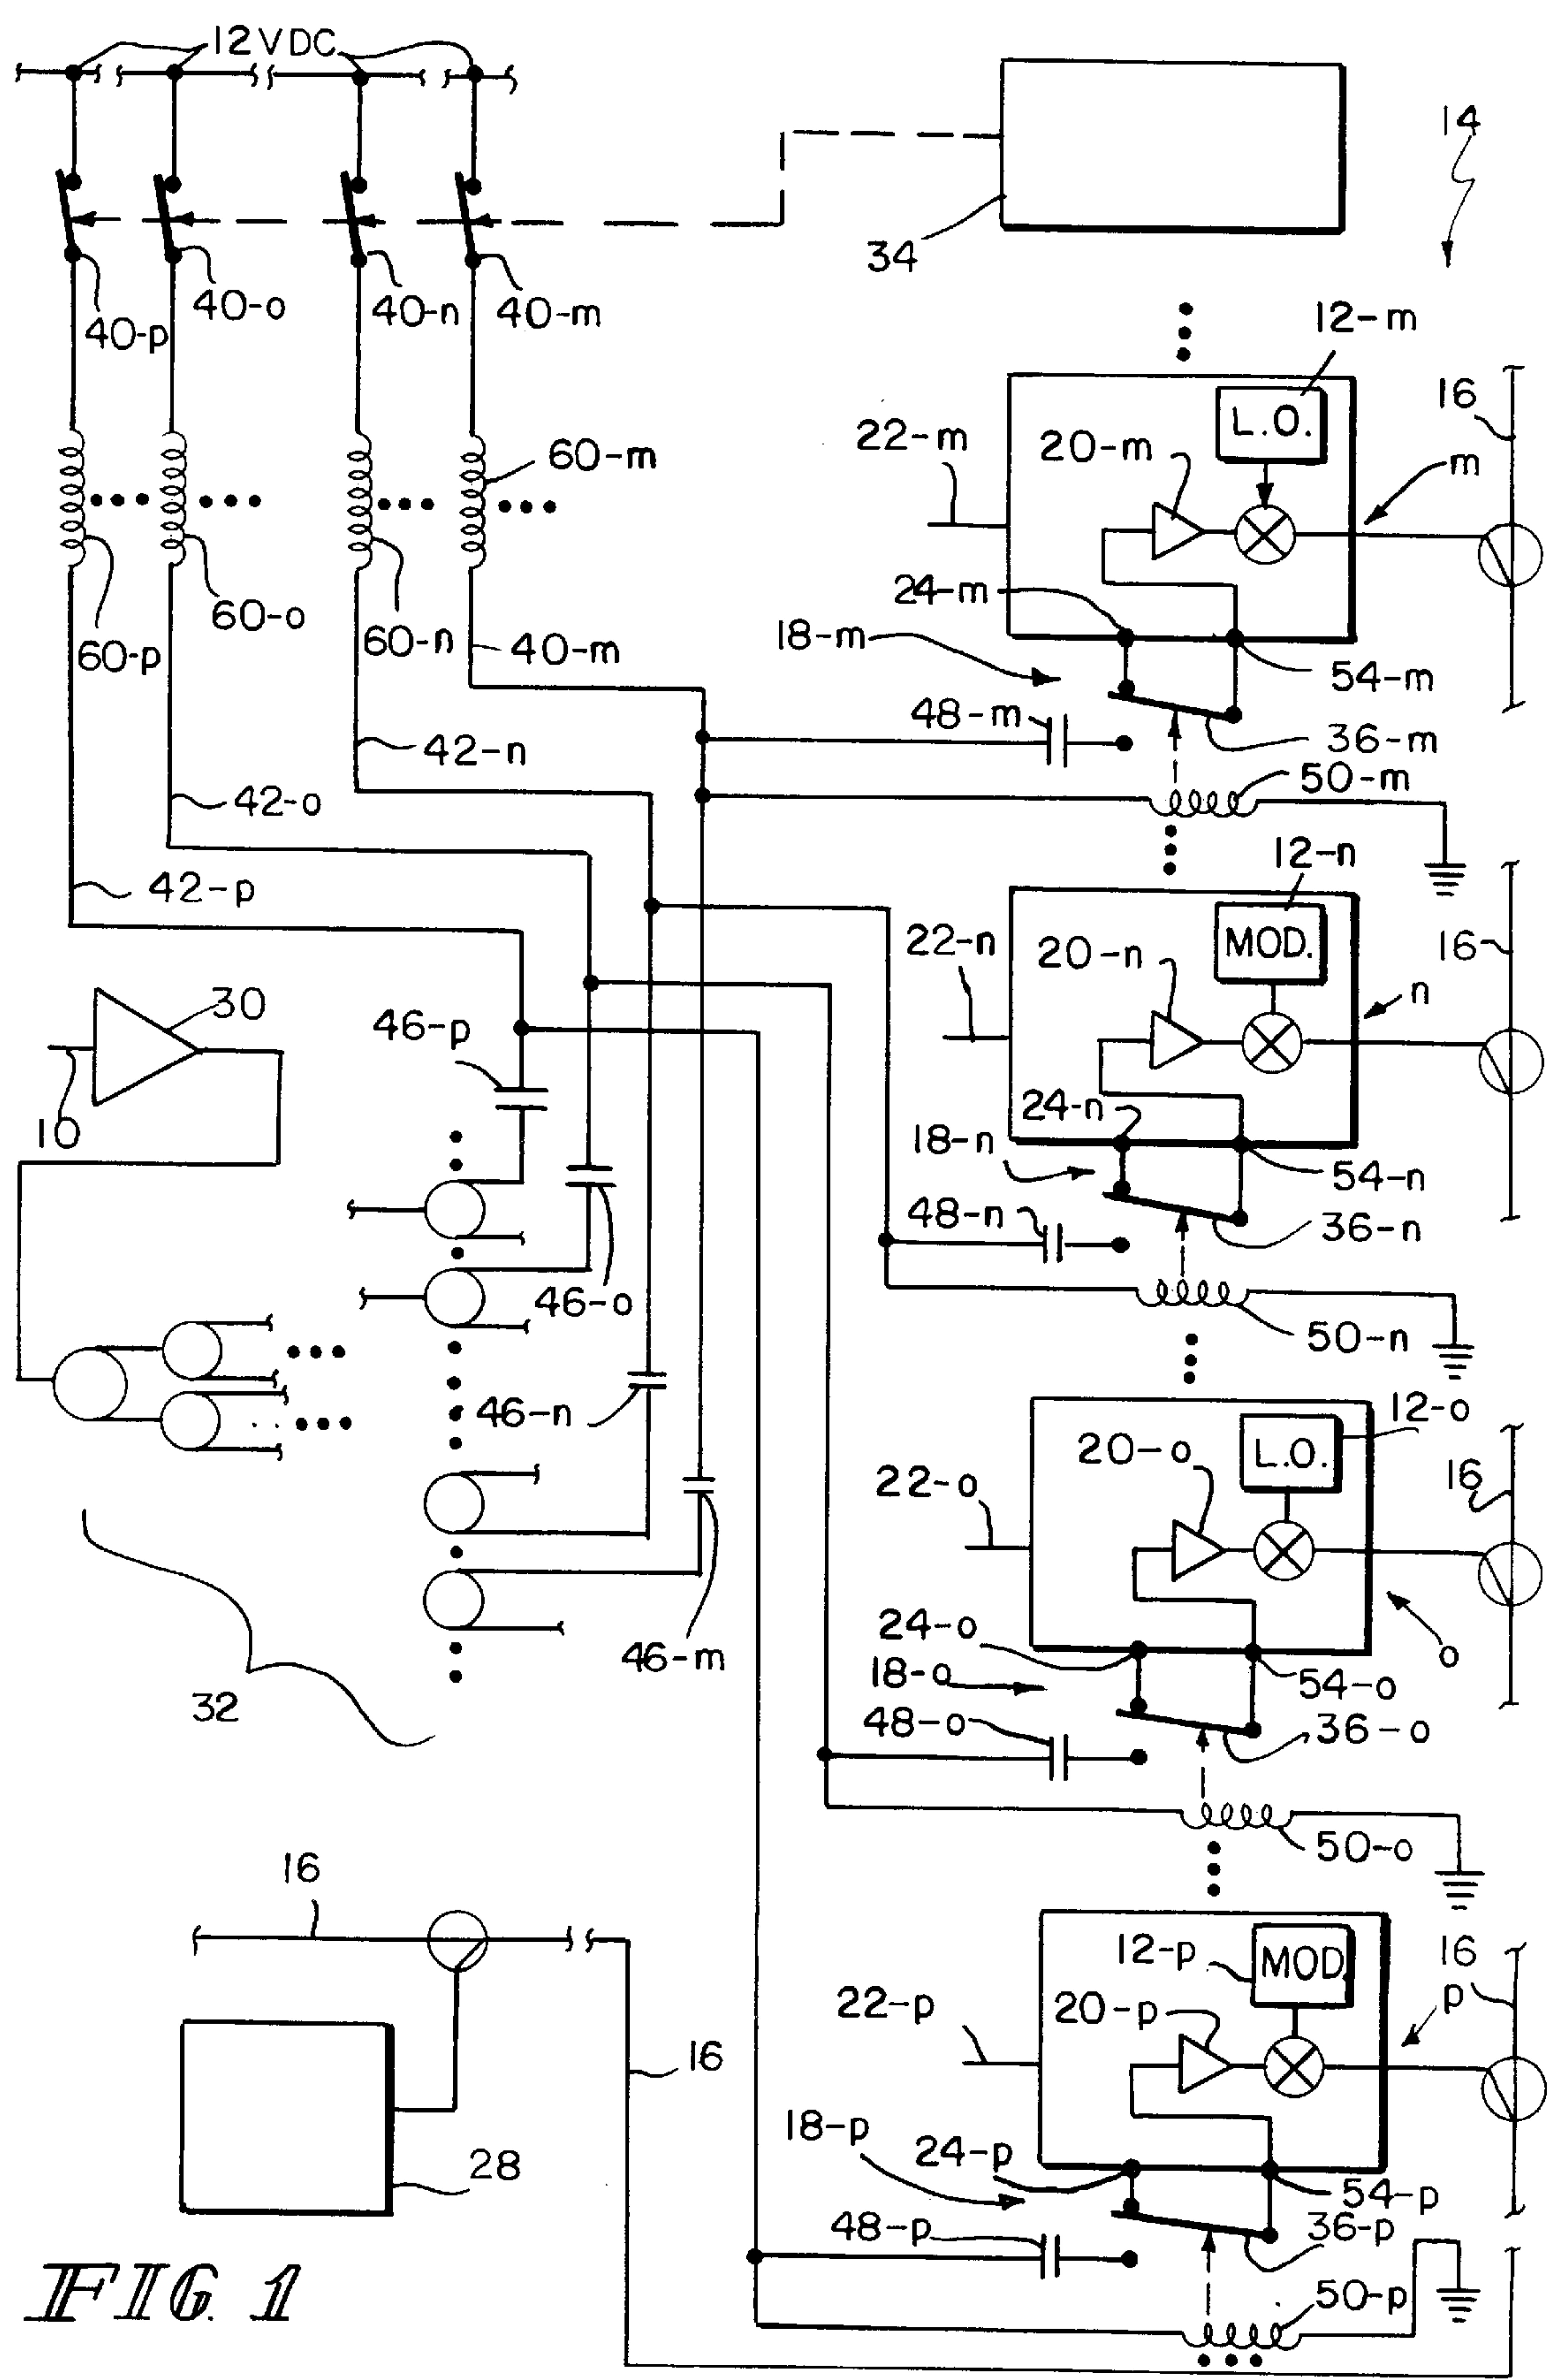 12VDC
14
34
40-p
40-o
40-n
40-m
12-m
L.O.
16
22-m
20-m
m
60-m
24-m
60-p
60-o
60-n
40-m
18-m
54-m
48-m
36-m
42-n
50-m
42-o
12-n
42-p
MOD.
22-n
20-n
16
n
30
46-p
10
24-n
18-n
54-n
48-n
36-n
46-o
50-n
46-n
12-o
L.O.
20-o
22-o
16
24-o
46-m
18-o
54-o
o
32
48-o
36-o
50-o
16
12-p
MOD
16
22-p
20-p
p
16
18-p
24-p
28
54-p
48-p
36-p
50-p
FIG. 1